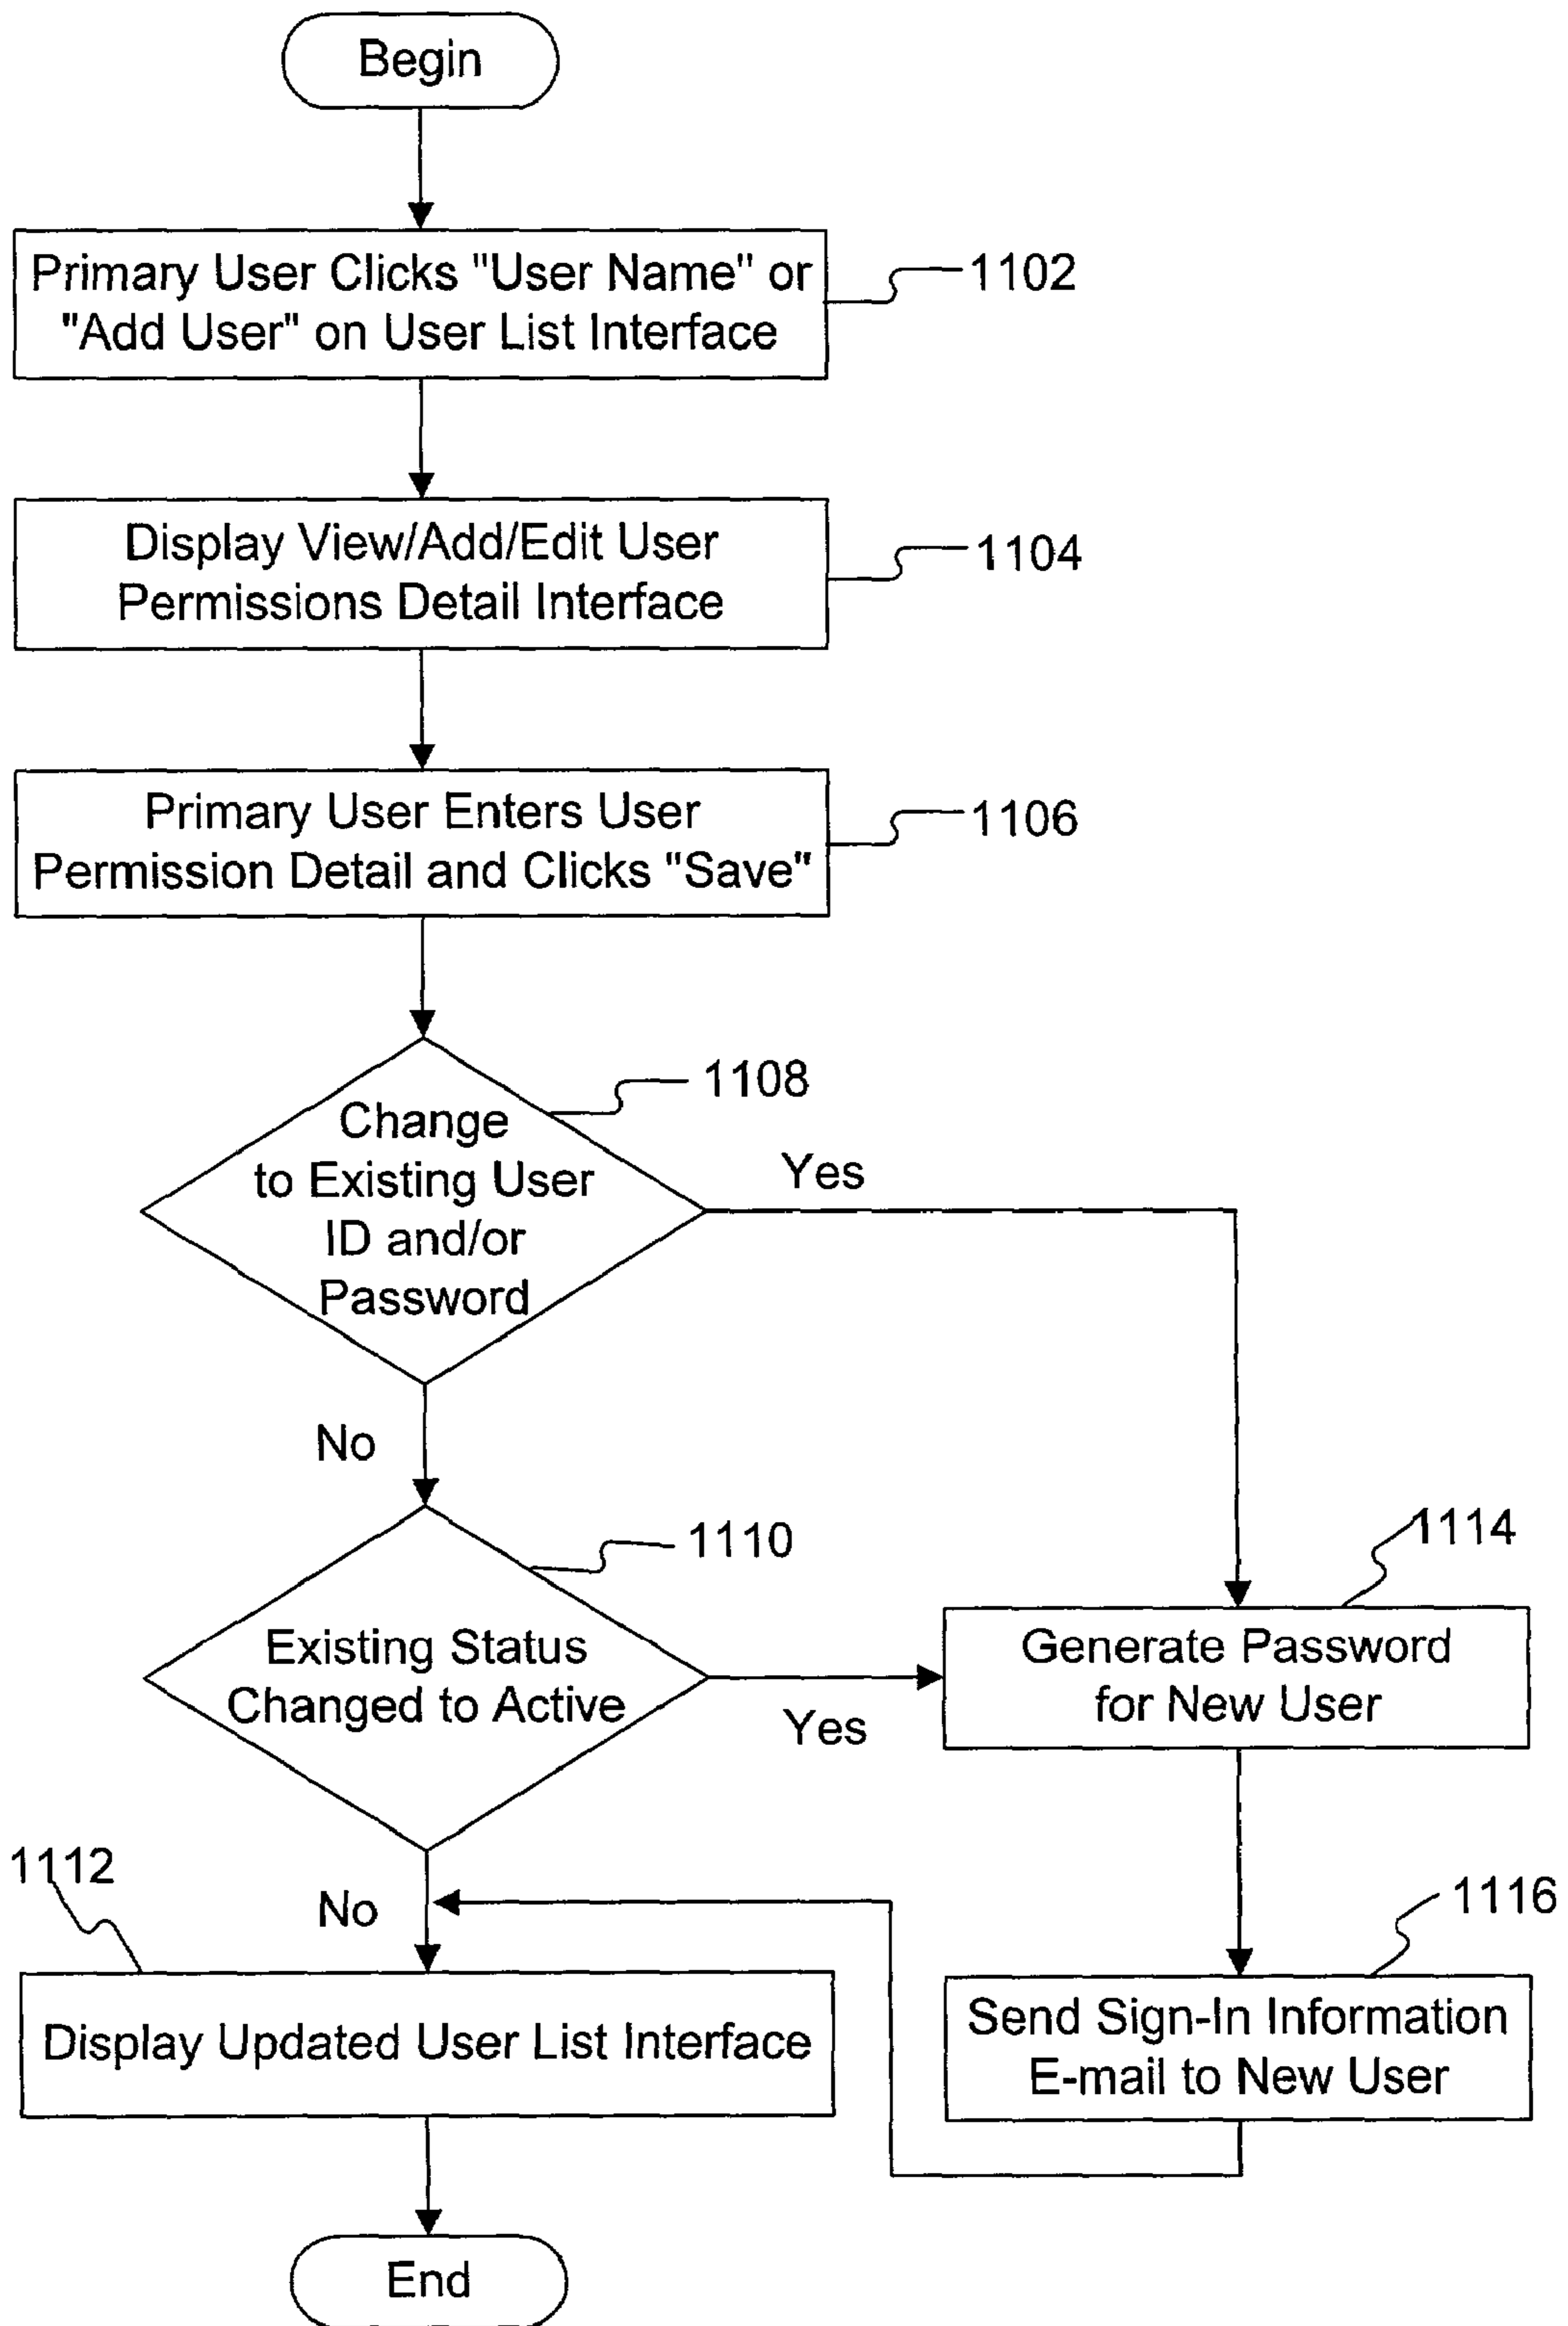 Begin
Primary User Clicks "User Name" or
"Add User" on User List Interface
1102
Display View/Add/Edit User
Permissions Detail Interface
1104
Primary User Enters User
Permission Detail and Clicks "Save"
1106
Change
to Existing User
ID and/or
Password
1108
Yes
No
Existing Status
Changed to Active
1110
Yes
Generate Password
for New User
1114
1112
No
1116
Display Updated User List Interface
Send Sign-In Information
E-mail to New User
End